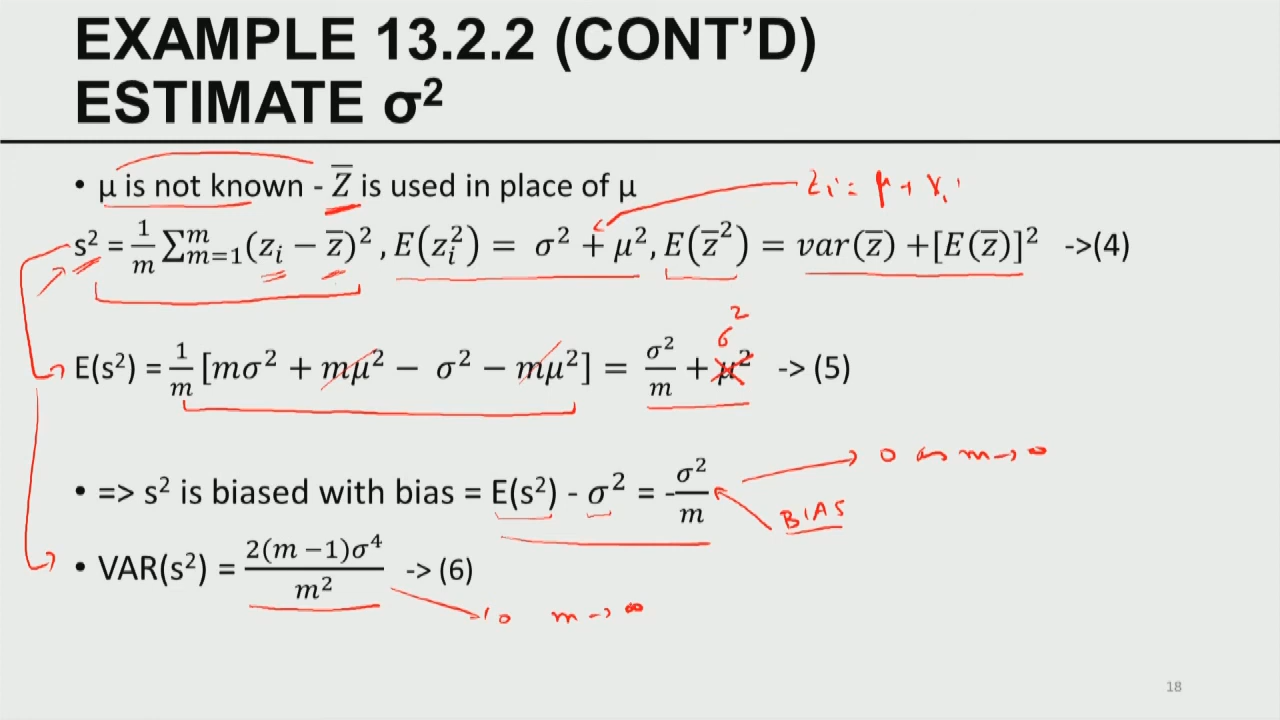 EXAMPLE 13.2.2 (CONT’D)
ESTIMATE σ²
• μ is not known - Z̅ is used in place of μ
zᵢ = μ + vᵢ
s² = 1/m ∑ᵐₘ₌₁(zᵢ − z̅)² , E(zᵢ²) = σ² + μ², E(z̅²) = var(z̅) +[E(z̅)]² ->(4)
σ²
E(s²) = 1/m [mσ² + mμ² − σ² − mμ²] = σ²/m + μ² -> (5)
0 as m → ∞
• => s² is biased with bias = E(s²) - σ² = -σ²/m
BIAS
• VAR(s²) = 2(m −1)σ⁴/m² -> (6)
0 m → ∞
18